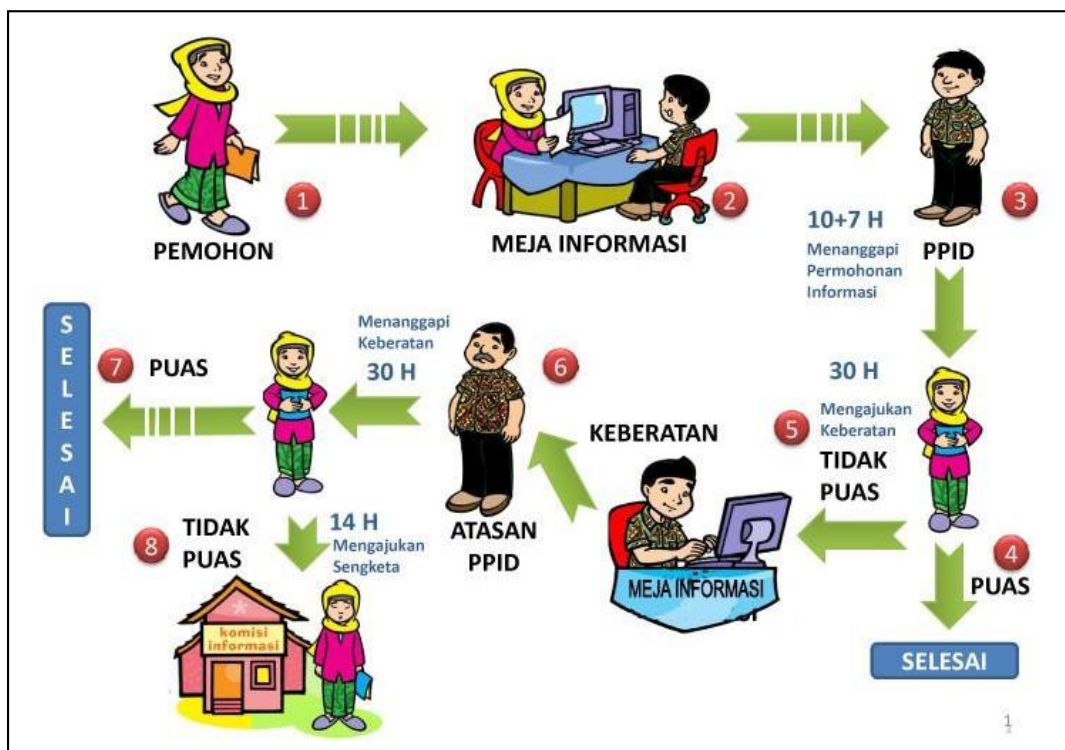 1
PEMOHON
2
MEJA INFORMASI
3
PPID
10+7 H
Menanggapi
Permohonan
Informasi
4
PUAS
SELESAI
30 H
Mengajukan
Keberatan
5
TIDAK
PUAS
KEBERATAN
MEJA INFORMASI
6
ATASAN
PPID
Menanggapi
Keberatan
30 H
7
PUAS
SELESAI
8
TIDAK
PUAS
14 H
Mengajukan
Sengketa
komisi
informasi